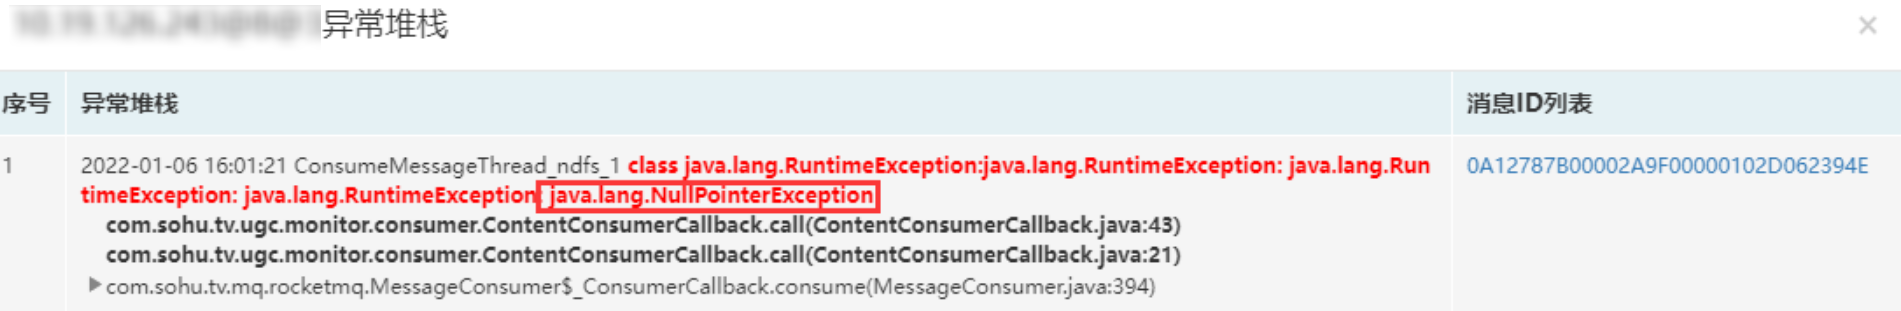 异常堆栈
×
序号 异常堆栈 消息ID列表
1 2022-01-06 16:01:21 ConsumeMessageThread_ndfs_1 class java.lang.RuntimeException:java.lang.RuntimeException: java.lang.Run 0A12787B00002A9F00000102D062394E
timeException: java.lang.RuntimeException: java.lang.NullPointerException
com.sohu.tv.ugc.monitor.consumer.ContentConsumerCallback.call(ContentConsumerCallback.java:43)
com.sohu.tv.ugc.monitor.consumer.ContentConsumerCallback.call(ContentConsumerCallback.java:21)
com.sohu.tv.mq.rocketmq.MessageConsumer$_ConsumerCallback.consume(MessageConsumer.java:394)